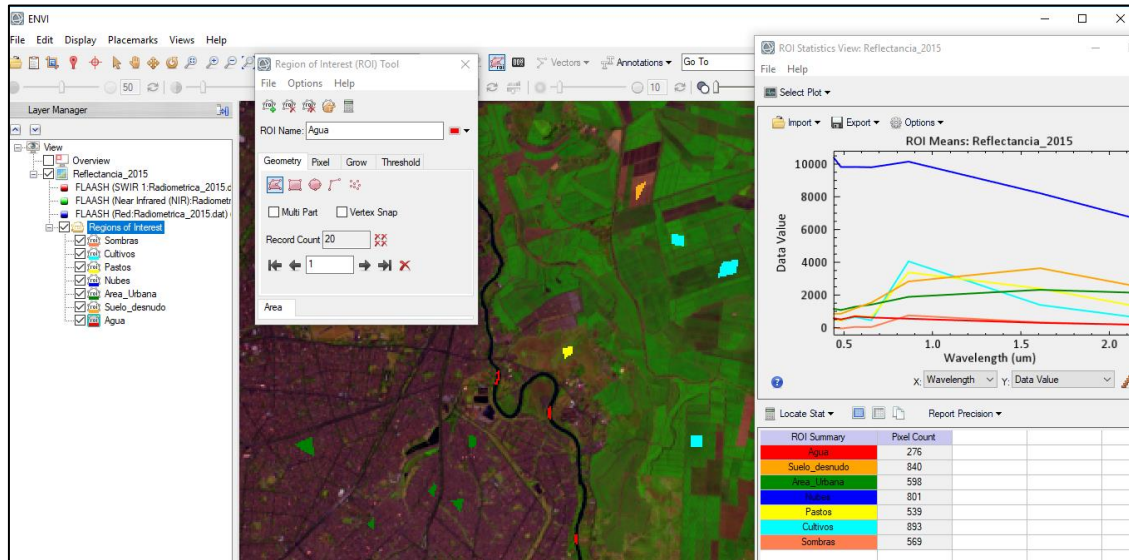 ENVI
File Edit Display Placemarks Views Help
50
Vectors Annotations Go To
10
Layer Manager
View
Overview
Reflectancia_2015
FLAASH (SWIR 1:Radiometrica_2015.d
FLAASH (Near Infrared (NIR):Radiometr
FLAASH (Red:Radiometrica_2015.dat) (
Regions of Interest
Sombras
Cultivos
Pastos
Nubes
Area_Urbana
Suelo_desnudo
Agua
Region of Interest (ROI) Tool
File Options Help
ROI Name: Agua
Geometry Pixel Grow Threshold
Multi Part Vertex Snap
Record Count 20
1
Area
ROI Statistics View: Reflectancia_2015
File Help
Select Plot
Import Export Options
ROI Means: Reflectancia_2015
10000
8000
6000
4000
2000
0
Data Value
0.5 1.0 1.5 2.0
Wavelength (um)
X: Wavelength Y: Data Value
Locate Stat Report Precision
ROI Summary Pixel Count
Agua 276
Suelo_desnudo 840
Area_Urbana 598
Nubes 801
Pastos 539
Cultivos 893
Sombras 569